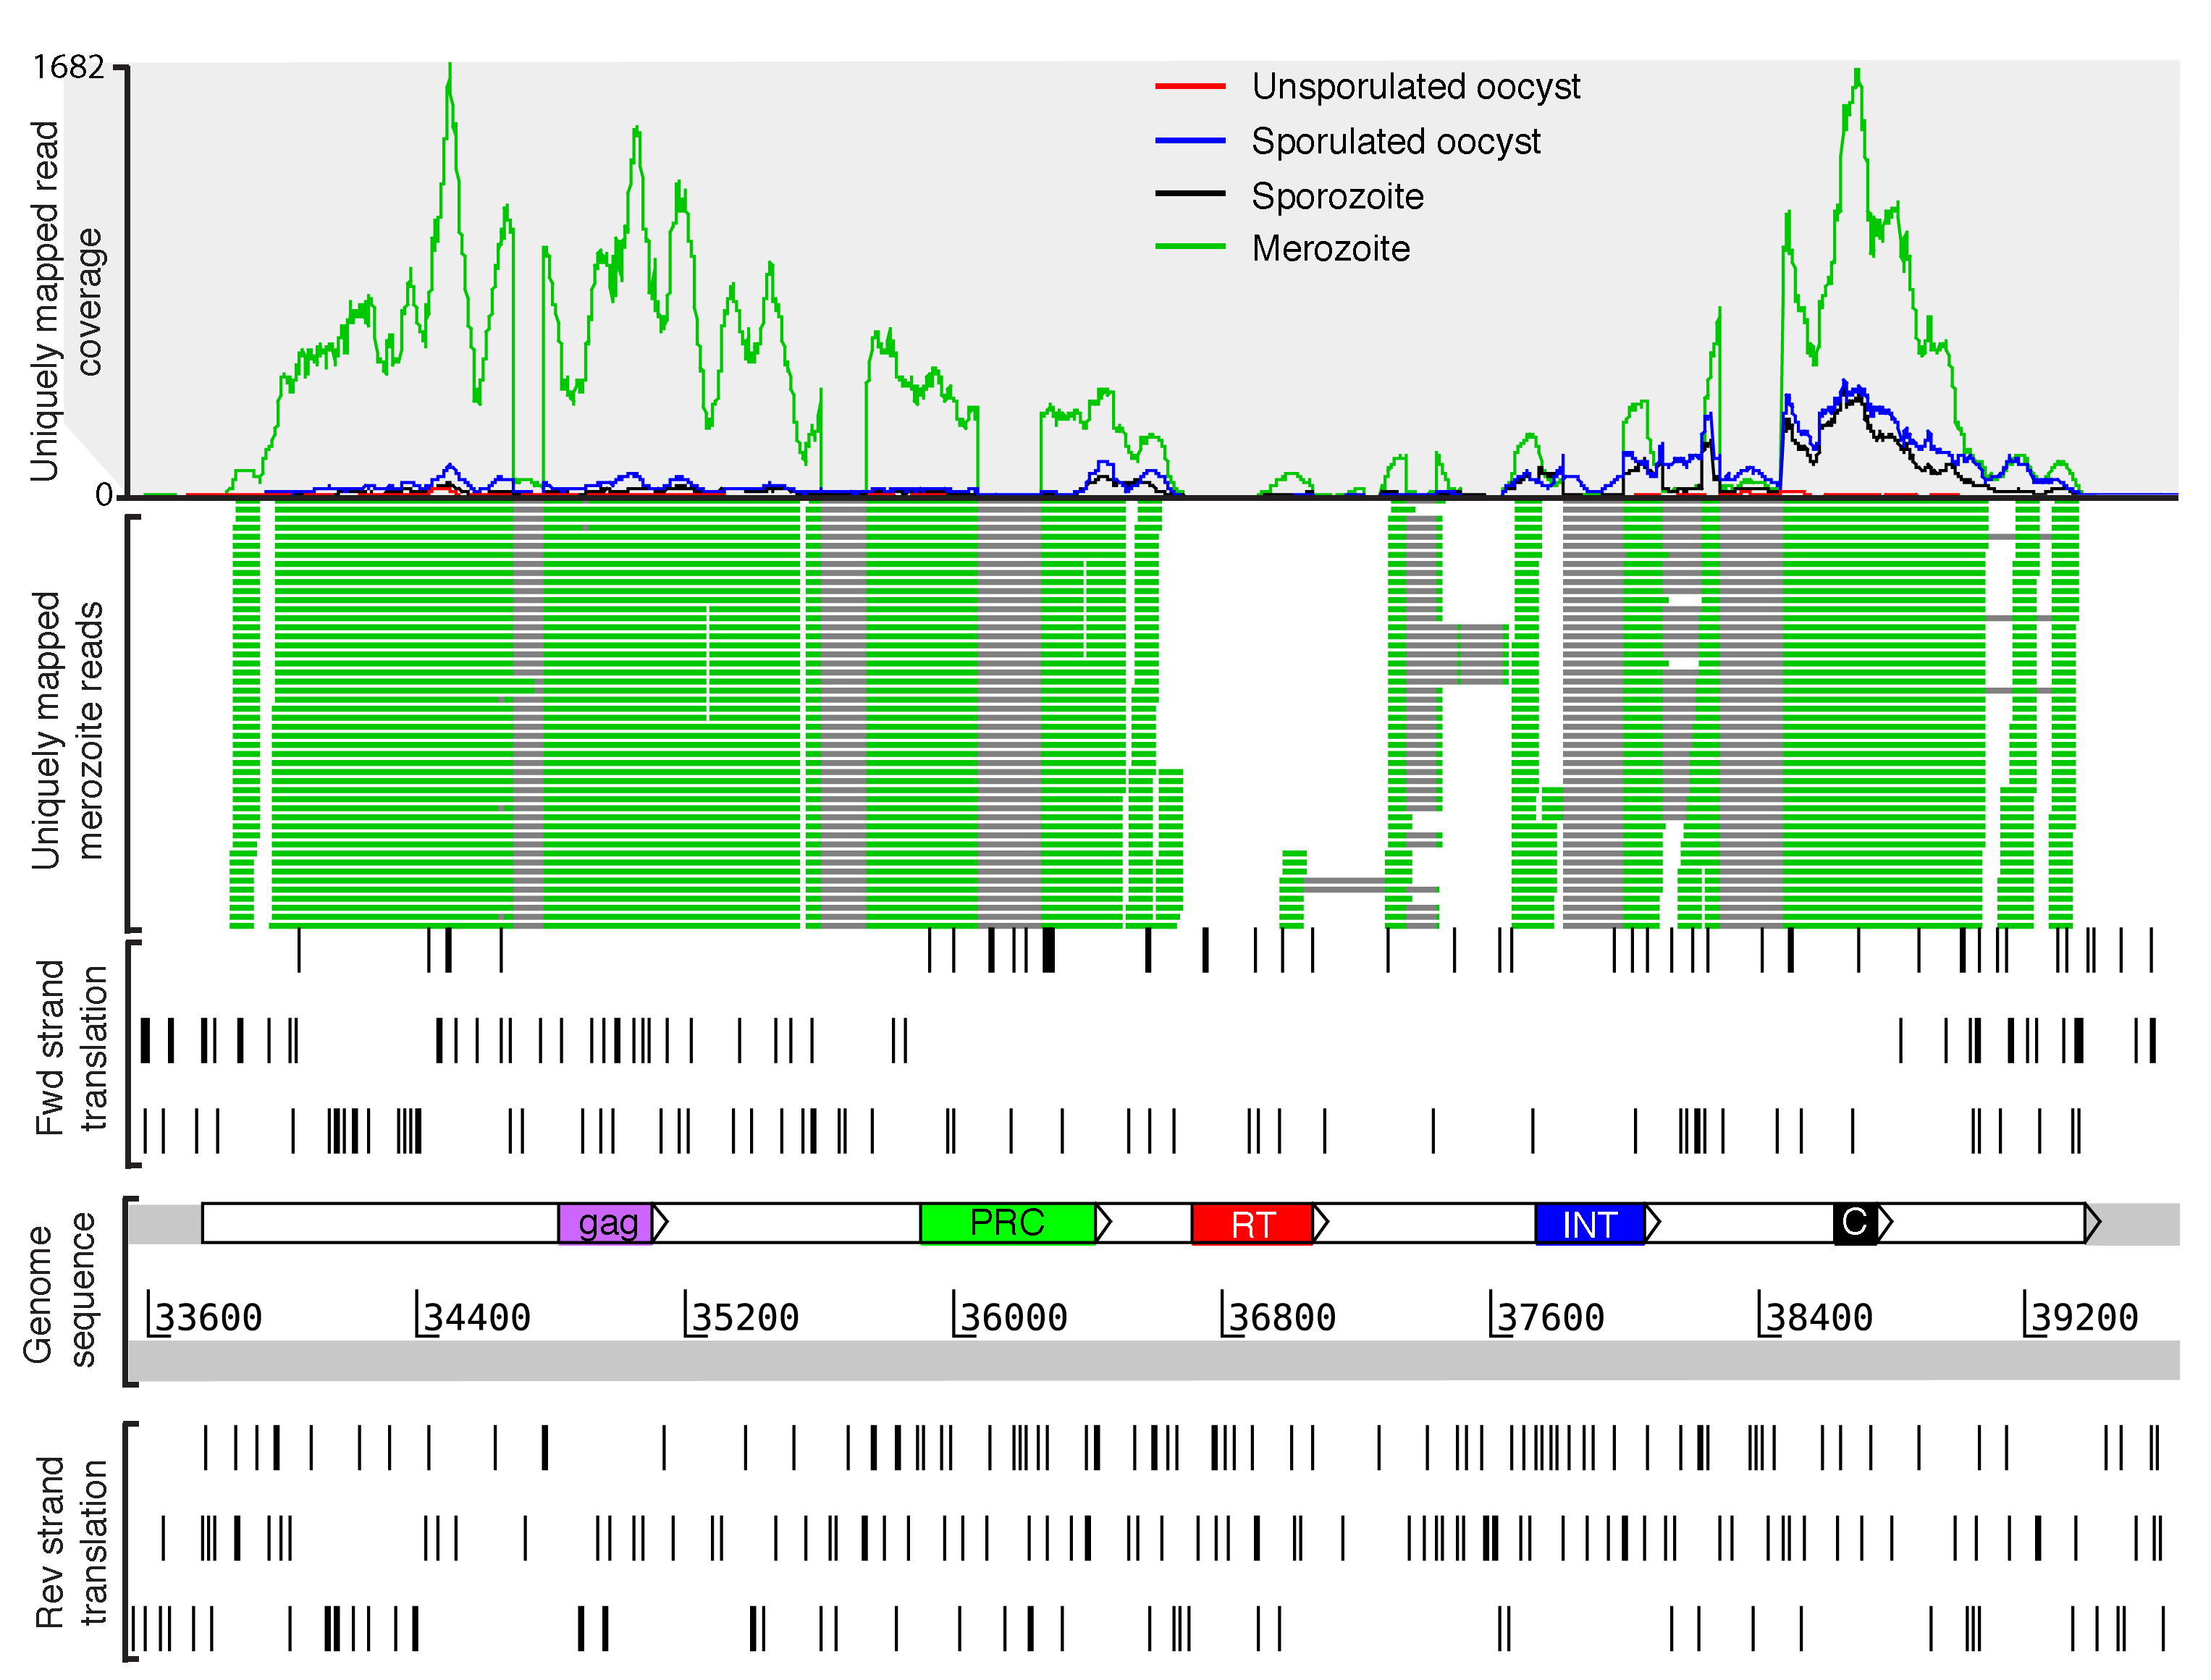 1682
Unsporulated oocyst
Sporulated oocyst
Sporozoite
Merozoite
Uniquely mapped read
coverage
0
Uniquely mapped
merozoite reads
Fwd strand
translation
Genome
sequence
gag PRC RT INT C
33600 34400 35200 36000 36800 37600 38400 39200
Rev strand
translation